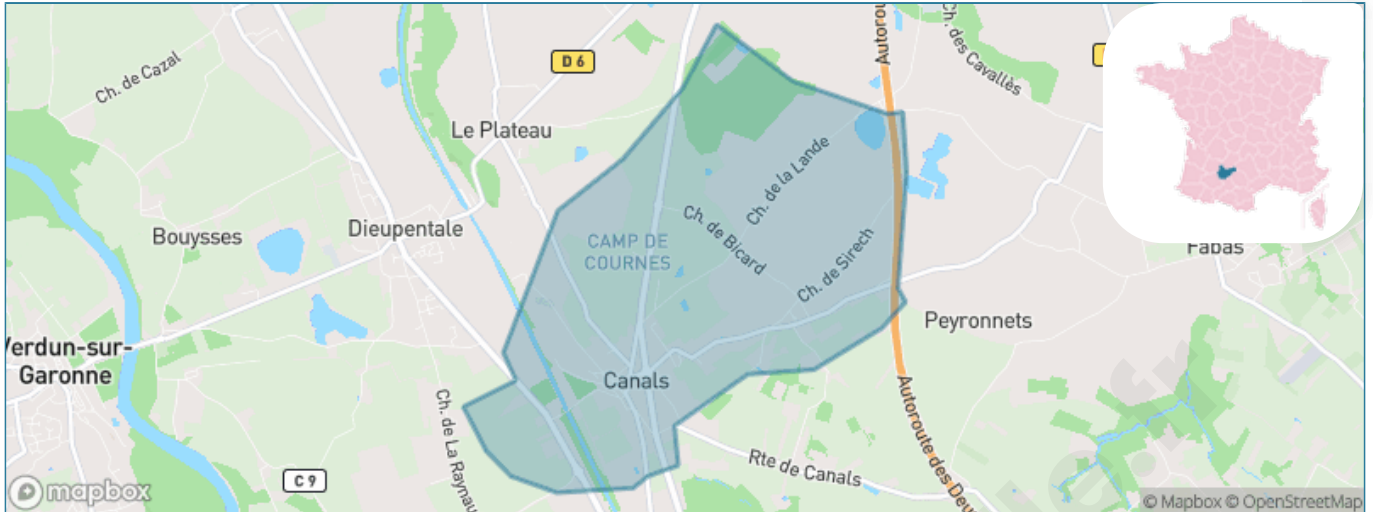 Ch. de Cazal
D 6
Autorou
Ch. des Cavallès
Le Plateau
Ch. de la Lande
Bouysses
Dieupentale
CAMP DE
COURNES
Ch. de Bicard
Ch. de Sirech
Fabas
Peyronnets
Verdun-sur-
Garonne
Canals
Ch. de La Raynau
Autoroute des Deu
Rte de Canals
C 9
mapbox
© Mapbox © OpenStreetMap